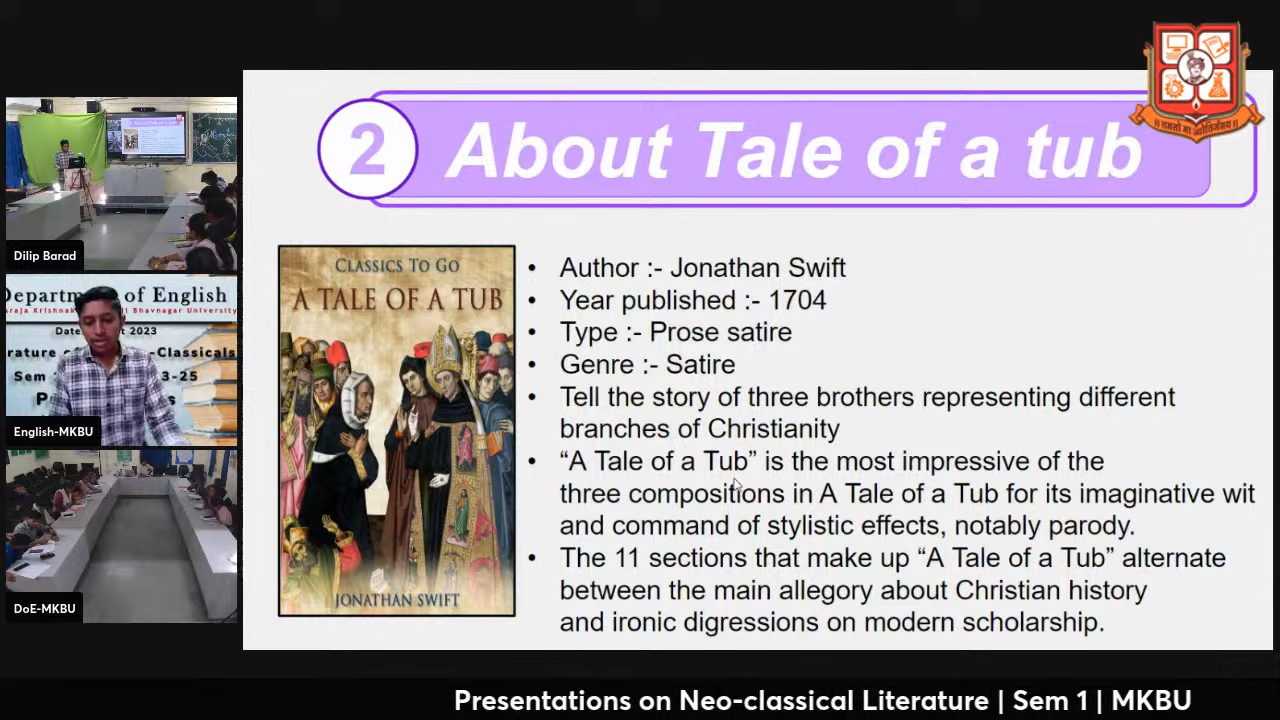 2 About Tale of a tub
Dilip Barad
Department of English
Bhavnagar University
2023
Sem
English-MKBU
DoE-MKBU
CLASSICS TO GO
A TALE OF A TUB
JONATHAN SWIFT
• Author :- Jonathan Swift
• Year published :- 1704
• Type :- Prose satire
• Genre :- Satire
• Tell the story of three brothers representing different
branches of Christianity
• “A Tale of a Tub” is the most impressive of the
three compositions in A Tale of a Tub for its imaginative wit
and command of stylistic effects, notably parody.
• The 11 sections that make up “A Tale of a Tub” alternate
between the main allegory about Christian history
and ironic digressions on modern scholarship.
Presentations on Neo-classical Literature | Sem 1 | MKBU